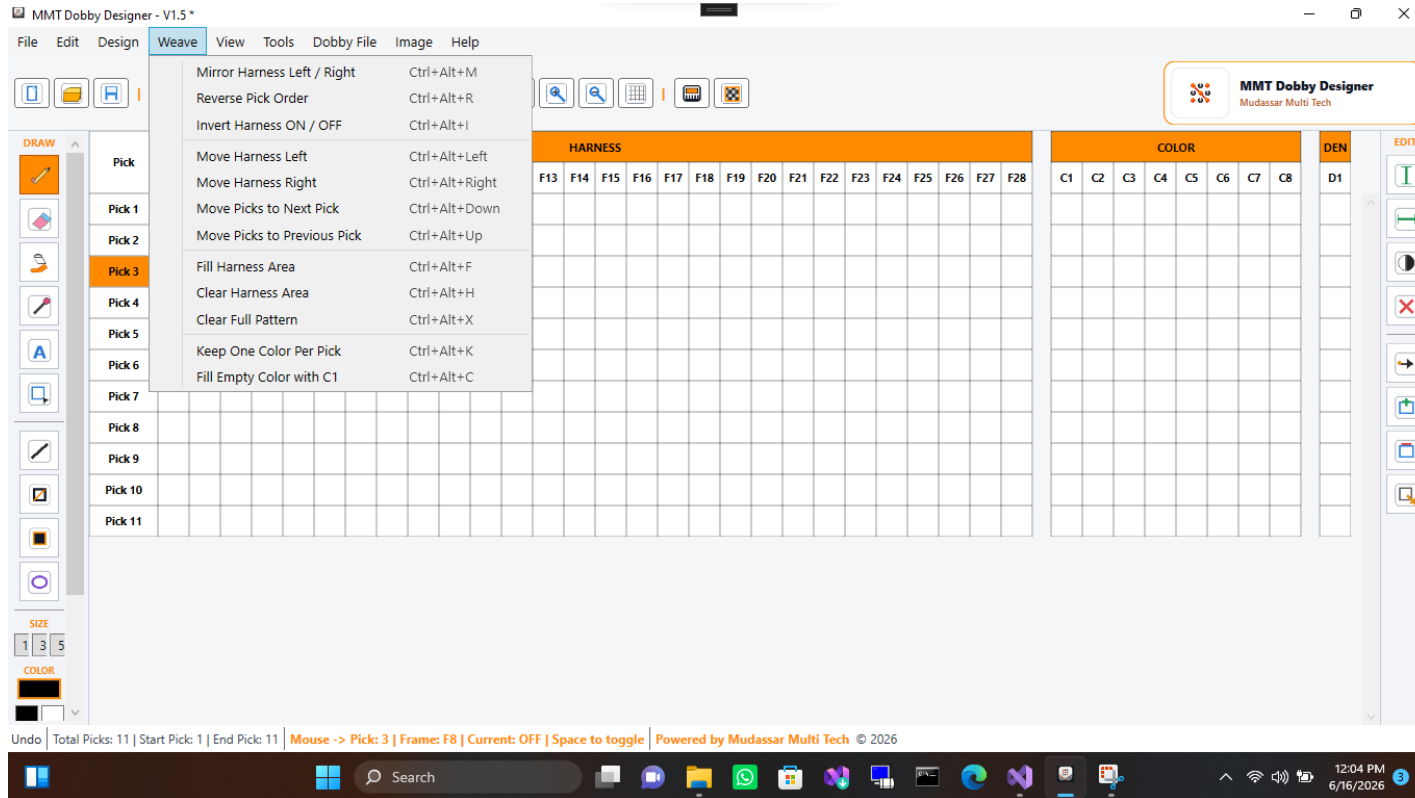 MMT Dobby Designer - V1.5 *
File Edit Design Weave View Tools Dobby File Image Help
Mirror Harness Left / Right Ctrl+Alt+M
Reverse Pick Order Ctrl+Alt+R
Invert Harness ON / OFF Ctrl+Alt+I
Move Harness Left Ctrl+Alt+Left
Move Harness Right Ctrl+Alt+Right
Move Picks to Next Pick Ctrl+Alt+Down
Move Picks to Previous Pick Ctrl+Alt+Up
Fill Harness Area Ctrl+Alt+F
Clear Harness Area Ctrl+Alt+H
Clear Full Pattern Ctrl+Alt+X
Keep One Color Per Pick Ctrl+Alt+K
Fill Empty Color with C1 Ctrl+Alt+C
MMT Dobby Designer
Mudassar Multi Tech
DRAW
A
SIZE
1 3 5
COLOR
Pick HARNESS COLOR DEN EDIT
F13 F14 F15 F16 F17 F18 F19 F20 F21 F22 F23 F24 F25 F26 F27 F28 C1 C2 C3 C4 C5 C6 C7 C8 D1
Pick 1
Pick 2
Pick 3
Pick 4
Pick 5
Pick 6
Pick 7
Pick 8
Pick 9
Pick 10
Pick 11
Undo Total Picks: 11 | Start Pick: 1 | End Pick: 11 Mouse -> Pick: 3 | Frame: F8 | Current: OFF | Space to toggle Powered by Mudassar Multi Tech © 2026
Search
12:04 PM
6/16/2026
3